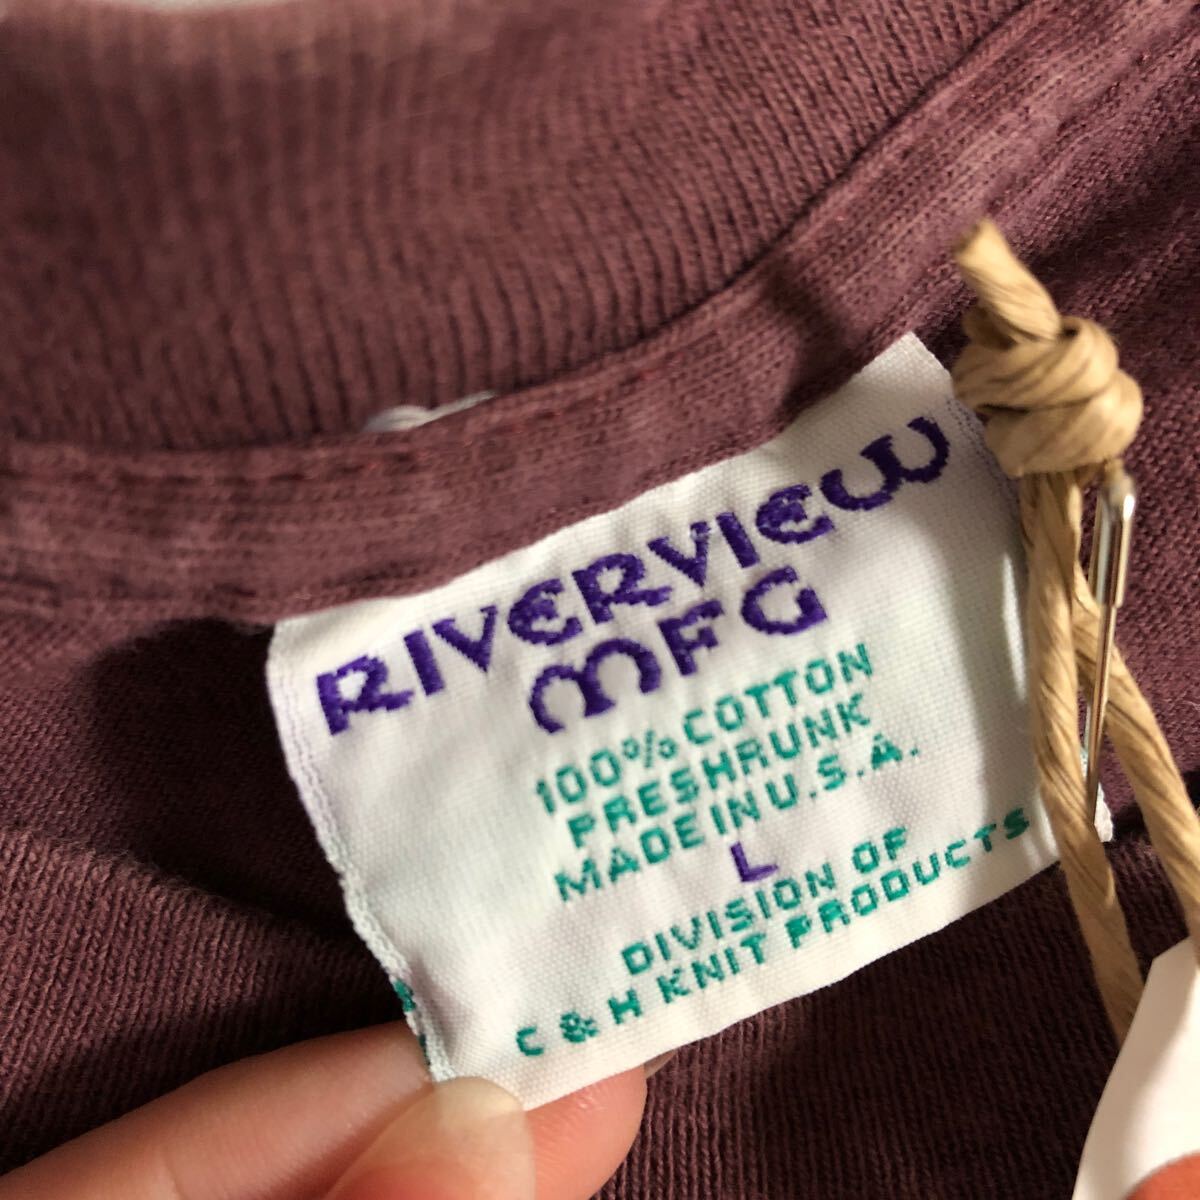 RIVERVIEW
MFG
100% COTTON
PRESHRUNK
MADE IN U.S.A.
L
DIVISION OF
C & H KNIT PRODUCTS